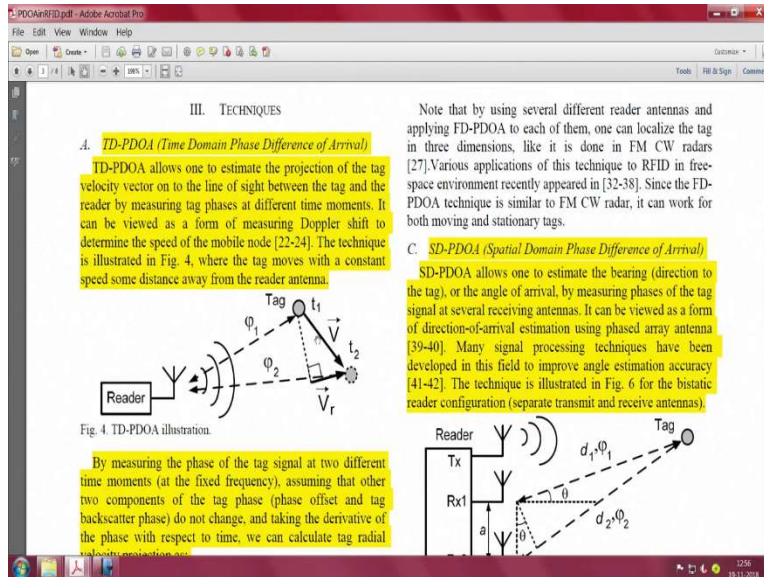 PDOAinRFID.pdf - Adobe Acrobat Pro
File Edit View Window Help
Open Create Customize
1 / 4 198% Tools Fill & Sign Comment
III. TECHNIQUES
A. TD-PDOA (Time Domain Phase Difference of Arrival)
TD-PDOA allows one to estimate the projection of the tag
velocity vector on to the line of sight between the tag and the
reader by measuring tag phases at different time moments. It
can be viewed as a form of measuring Doppler shift to
determine the speed of the mobile node [22-24]. The technique
is illustrated in Fig. 4, where the tag moves with a constant
speed some distance away from the reader antenna.
Tag t1
φ1
V
t2
φ2
Reader
Vr
Fig. 4. TD-PDOA illustration.
By measuring the phase of the tag signal at two different
time moments (at the fixed frequency), assuming that other
two components of the tag phase (phase offset and tag
backscatter phase) do not change, and taking the derivative of
the phase with respect to time, we can calculate tag radial
velocity projection as:
Note that by using several different reader antennas and
applying FD-PDOA to each of them, one can localize the tag
in three dimensions, like it is done in FM CW radars
[27].Various applications of this technique to RFID in free-
space environment recently appeared in [32-38]. Since the FD-
PDOA technique is similar to FM CW radar, it can work for
both moving and stationary tags.
C. SD-PDOA (Spatial Domain Phase Difference of Arrival)
SD-PDOA allows one to estimate the bearing (direction to
the tag), or the angle of arrival, by measuring phases of the tag
signal at several receiving antennas. It can be viewed as a form
of direction-of-arrival estimation using phased array antenna
[39-40]. Many signal processing techniques have been
developed in this field to improve angle estimation accuracy
[41-42]. The technique is illustrated in Fig. 6 for the bistatic
reader configuration (separate transmit and receive antennas).
Reader
Tag
Tx
d1,φ1
Rx1
θ
d2,φ2
a
θ
12:56
19-11-2018